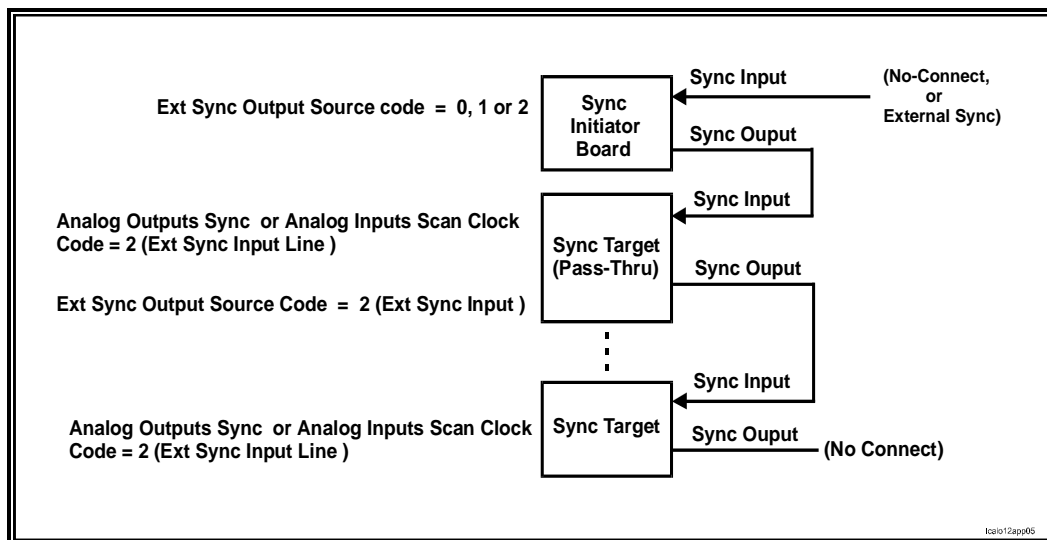 Sync Input
(No-Connect,
or
External Sync)
Ext Sync Output Source code = 0, 1 or 2
Sync
Initiator
Board
Sync Ouput
Sync Input
Analog Outputs Sync or Analog Inputs Scan Clock
Code = 2 (Ext Sync Input Line )
Sync Target
(Pass-Thru)
Sync Ouput
Ext Sync Output Source Code = 2 (Ext Sync Input )
Sync Input
Analog Outputs Sync or Analog Inputs Scan Clock
Code = 2 (Ext Sync Input Line )
Sync Target
Sync Ouput
(No Connect)
lcaio12app05